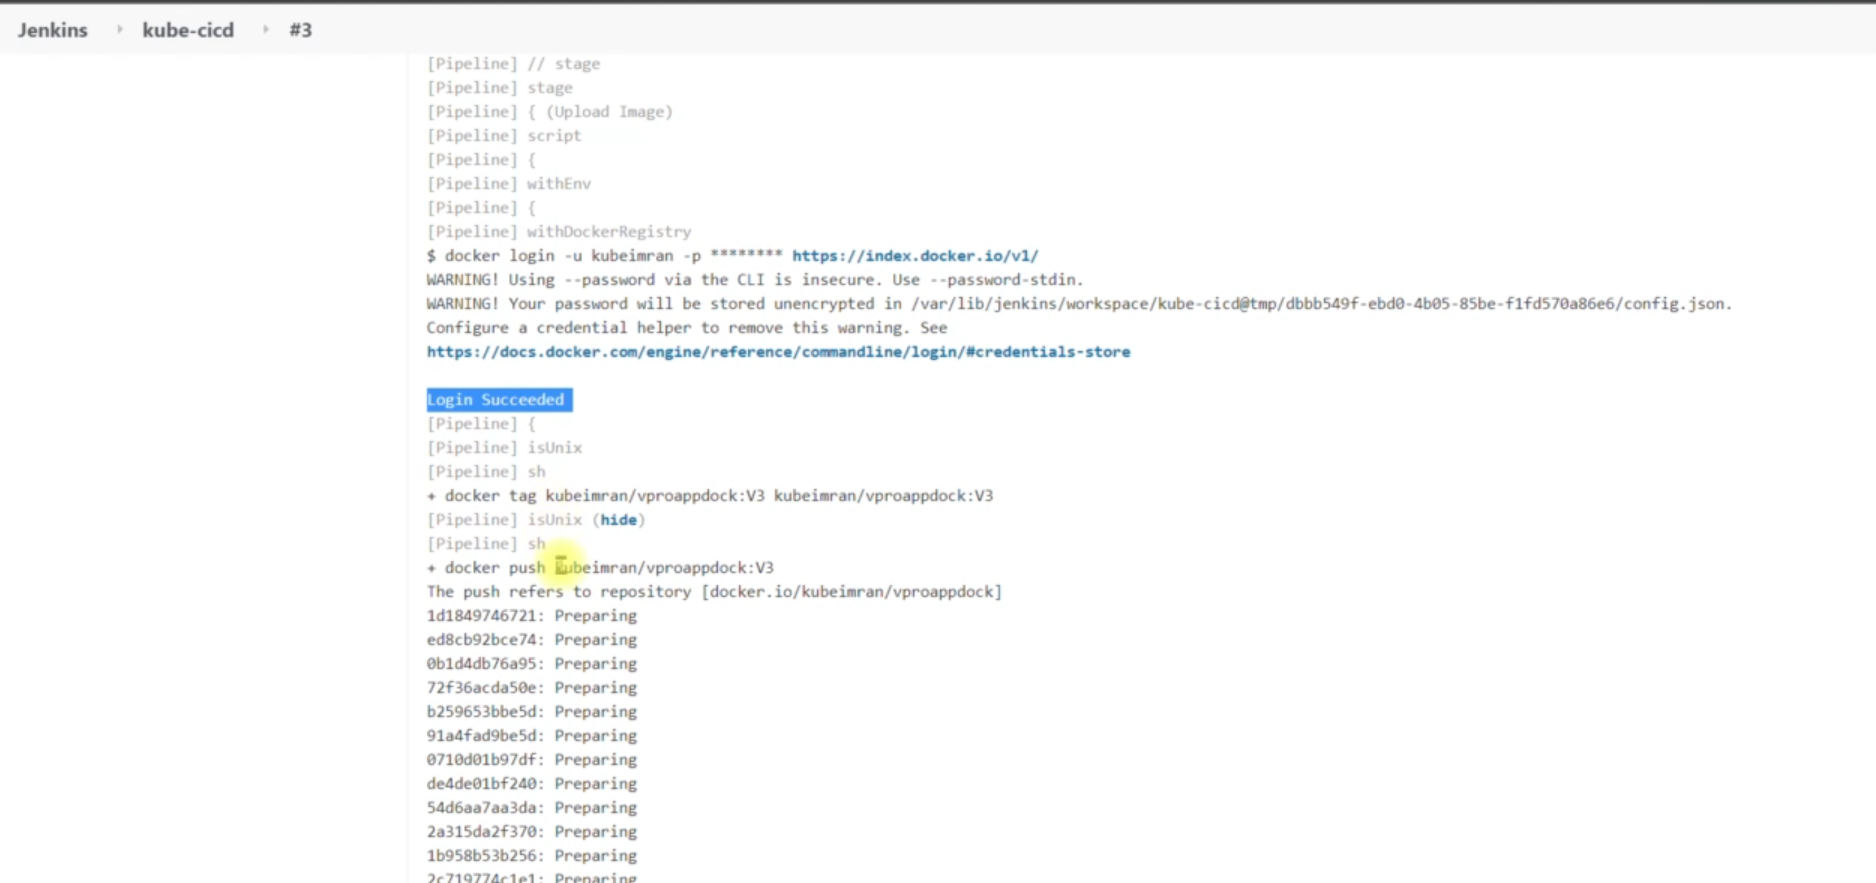 Jenkins kube-cicd #3
[Pipeline] // stage
[Pipeline] stage
[Pipeline] { (Upload Image)
[Pipeline] script
[Pipeline] {
[Pipeline] withEnv
[Pipeline] {
[Pipeline] withDockerRegistry
$ docker login -u kubeimran -p ******** https://index.docker.io/v1/
WARNING! Using --password via the CLI is insecure. Use --password-stdin.
WARNING! Your password will be stored unencrypted in /var/lib/jenkins/workspace/kube-cicd@tmp/dbbb549f-ebd0-4b05-85be-f1fd570a86e6/config.json.
Configure a credential helper to remove this warning. See
https://docs.docker.com/engine/reference/commandline/login/#credentials-store
Login Succeeded
[Pipeline] {
[Pipeline] isUnix
[Pipeline] sh
+ docker tag kubeimran/vproappdock:V3 kubeimran/vproappdock:V3
[Pipeline] isUnix (hide)
[Pipeline] sh
+ docker push kubeimran/vproappdock:V3
The push refers to repository [docker.io/kubeimran/vproappdock]
1d1849746721: Preparing
ed8cb92bce74: Preparing
0b1d4db76a95: Preparing
72f36acda50e: Preparing
b259653bbe5d: Preparing
91a4fad9be5d: Preparing
0710d01b97df: Preparing
de4de01bf240: Preparing
54d6aa7aa3da: Preparing
2a315da2f370: Preparing
1b958b53b256: Preparing
2c719774c1e1: Preparing